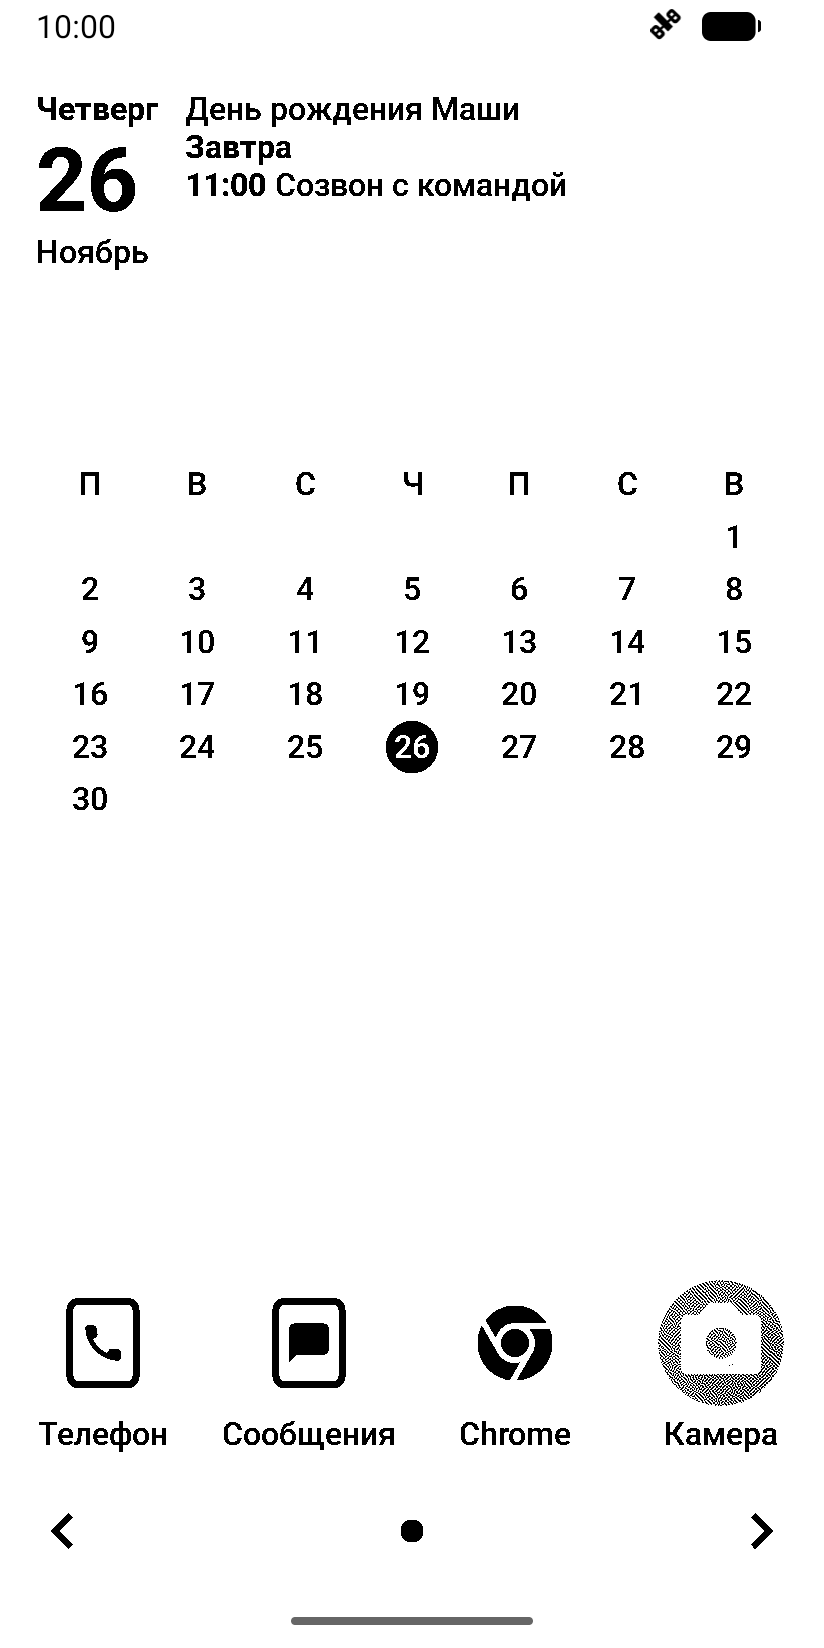 10:00
Четверг
26
Ноябрь
День рождения Маши
Завтра
11:00 Созвон с командой
П В С Ч П С В
1
2 3 4 5 6 7 8
9 10 11 12 13 14 15
16 17 18 19 20 21 22
23 24 25 26 27 28 29
30
Телефон Сообщения Chrome Камера